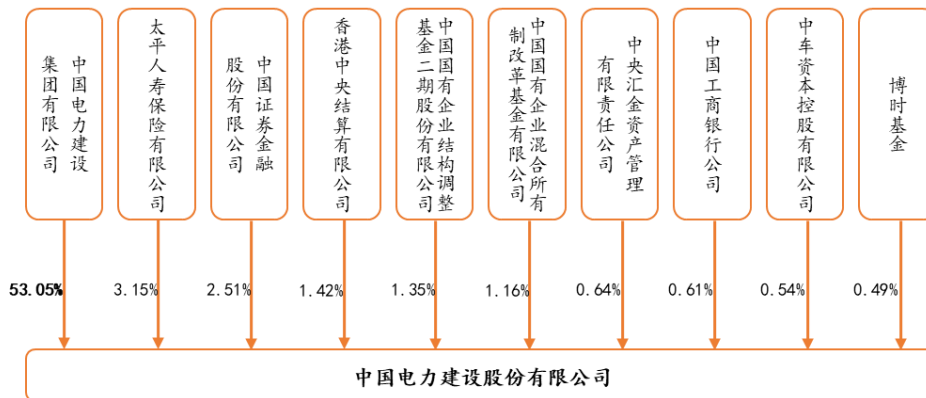 中国电力建设
集团有限公司
太平人寿保险有限公司
中国证券金融
股份有限公司
香港中央结算有限公司
中国国有企业结构调整
基金二期股份有限公司
中国国有企业混合所有
制改革基金有限公司
中央汇金资产管理
有限责任公司
中国工商银行公司
中车资本控股有限公司
博时基金
53.05%
3.15%
2.51%
1.42%
1.35%
1.16%
0.64%
0.61%
0.54%
0.49%
中国电力建设股份有限公司